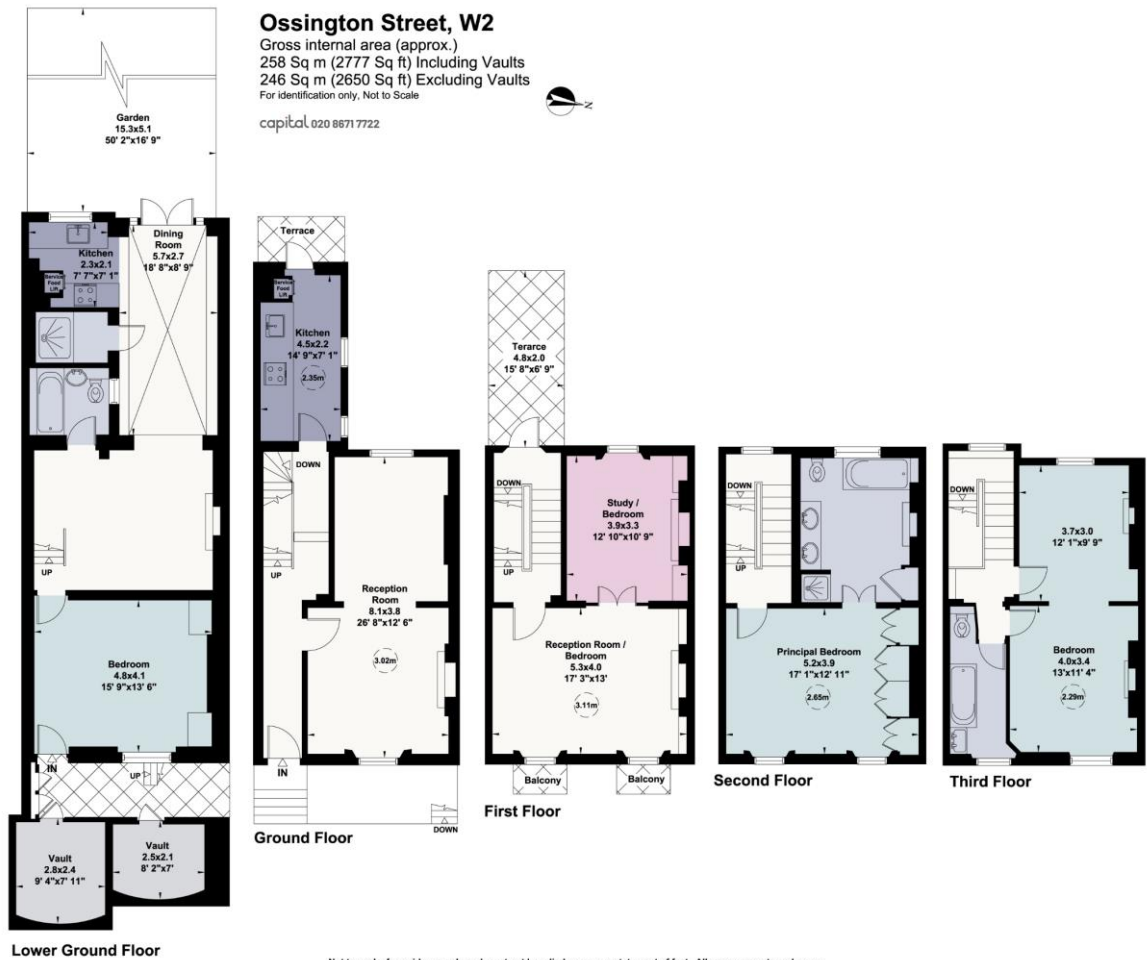 Ossington Street, W2
Gross internal area (approx.)
258 Sq m (2777 Sq ft) Including Vaults
246 Sq m (2650 Sq ft) Excluding Vaults
For identification only, Not to Scale
capital 020 8671 7722
N
Garden
15.3x5.1
50' 2"x16' 9"
Kitchen
2.3x2.1
7' 7"x7' 1"
Service
Food
Lift
Dining
Room
5.7x2.7
18' 8"x8' 9"
UP
Bedroom
4.8x4.1
15' 9"x13' 6"
IN
UP
Vault
2.8x2.4
9' 4"x7' 11"
Vault
2.5x2.1
8' 2"x7'
Lower Ground Floor
Terrace
Service
Food
Lift
Kitchen
4.5x2.2
14' 9"x7' 1"
2.35m
DOWN
UP
Reception
Room
8.1x3.8
26' 8"x12' 6"
3.02m
IN
DOWN
Ground Floor
Terarce
4.8x2.0
15' 8"x6' 9"
DOWN
UP
Study /
Bedroom
3.9x3.3
12' 10"x10' 9"
Reception Room /
Bedroom
5.3x4.0
17' 3"x13'
3.11m
Balcony
Balcony
First Floor
DOWN
UP
Principal Bedroom
5.2x3.9
17' 1"x12' 11"
2.65m
Second Floor
DOWN
3.7x3.0
12' 1"x9' 9"
Bedroom
4.0x3.4
13'x11' 4"
2.29m
Third Floor